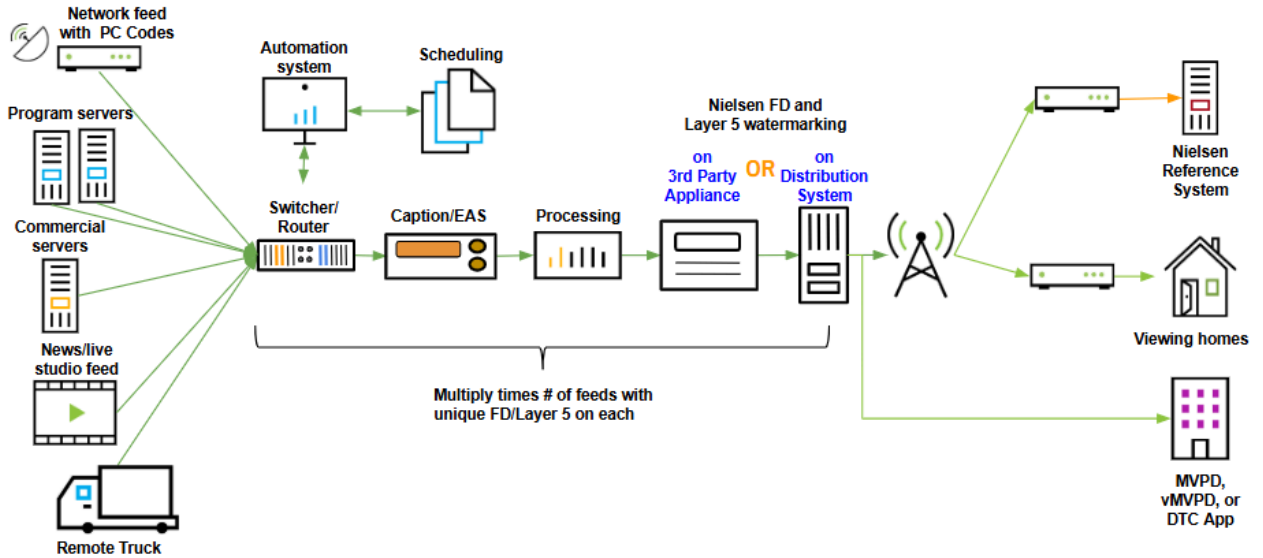 Network feed
with PC Codes
Automation
system
Scheduling
Program servers
Nielsen FD and
Layer 5 watermarking
on
3rd Party
Appliance
OR
on
Distribution
System
Nielsen
Reference
System
Commercial
servers
Switcher/
Router
Caption/EAS
Processing
News/live
studio feed
Viewing homes
Multiply times # of feeds with
unique FD/Layer 5 on each
MVPD,
vMVPD, or
DTC App
Remote Truck